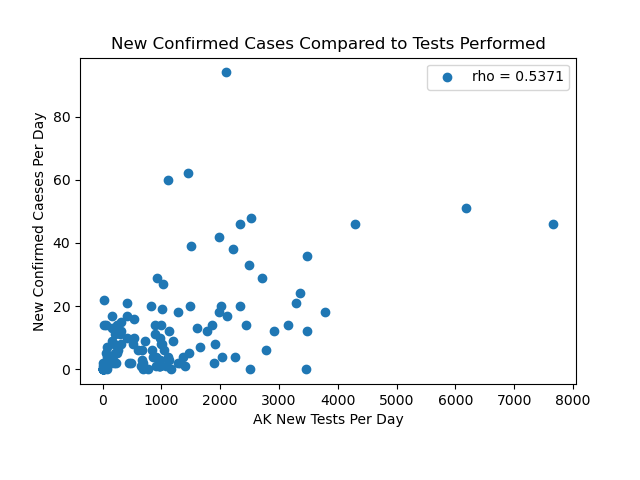 New Confirmed Cases Compared to Tests Performed
rho = 0.5371
New Confirmed Caeses Per Day
80
60
40
20
0
0 1000 2000 3000 4000 5000 6000 7000 8000
AK New Tests Per Day